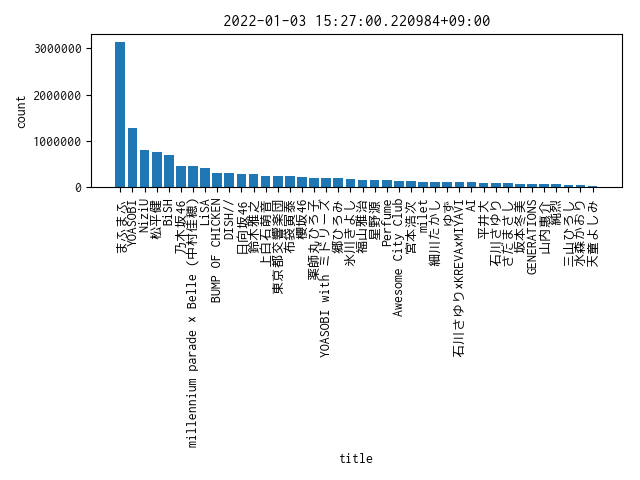 2022-01-03 15:27:00.220984+09:00
3000000
2000000
1000000
0
count
まふまふ
YOASOBI
NiziU
松平健
BiSH
乃木坂46
millennium parade x Belle (中村佳穂)
LiSA
BUMP OF CHICKEN
DISH//
日向坂46
鈴木雅之
上白石萌音
東京都交響楽団
布袋寅泰
櫻坂46
薬師丸ひろ子
YOASOBI with ミドリーズ
郷ひろみ
氷川きよし
福山雅治
星野源
Perfume
Awesome City Club
宮本浩次
milet
細川たかし
ゆず
石川さゆりxKREVAxMIYAVI
AI
平井大
石川さゆり
さだまさし
坂本冬美
GENERATIONS
山内惠介
純烈
三山ひろし
水森かおり
天童よしみ
title